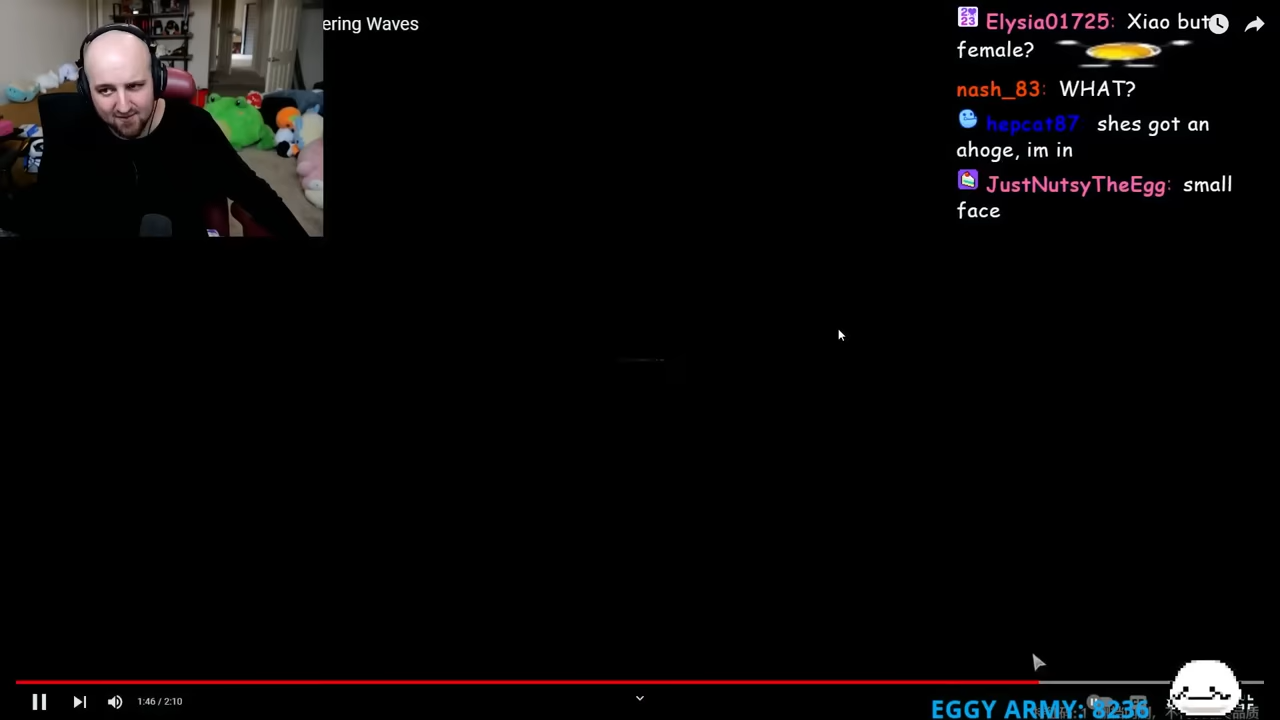 ering Waves
Elysia01725: Xiao but
female?
nash_83: WHAT?
hepcat87 shes got an
ahoge, im in
JustNutsyTheEgg: small
face
1:46 / 2:10
EGGY ARMY: 8236